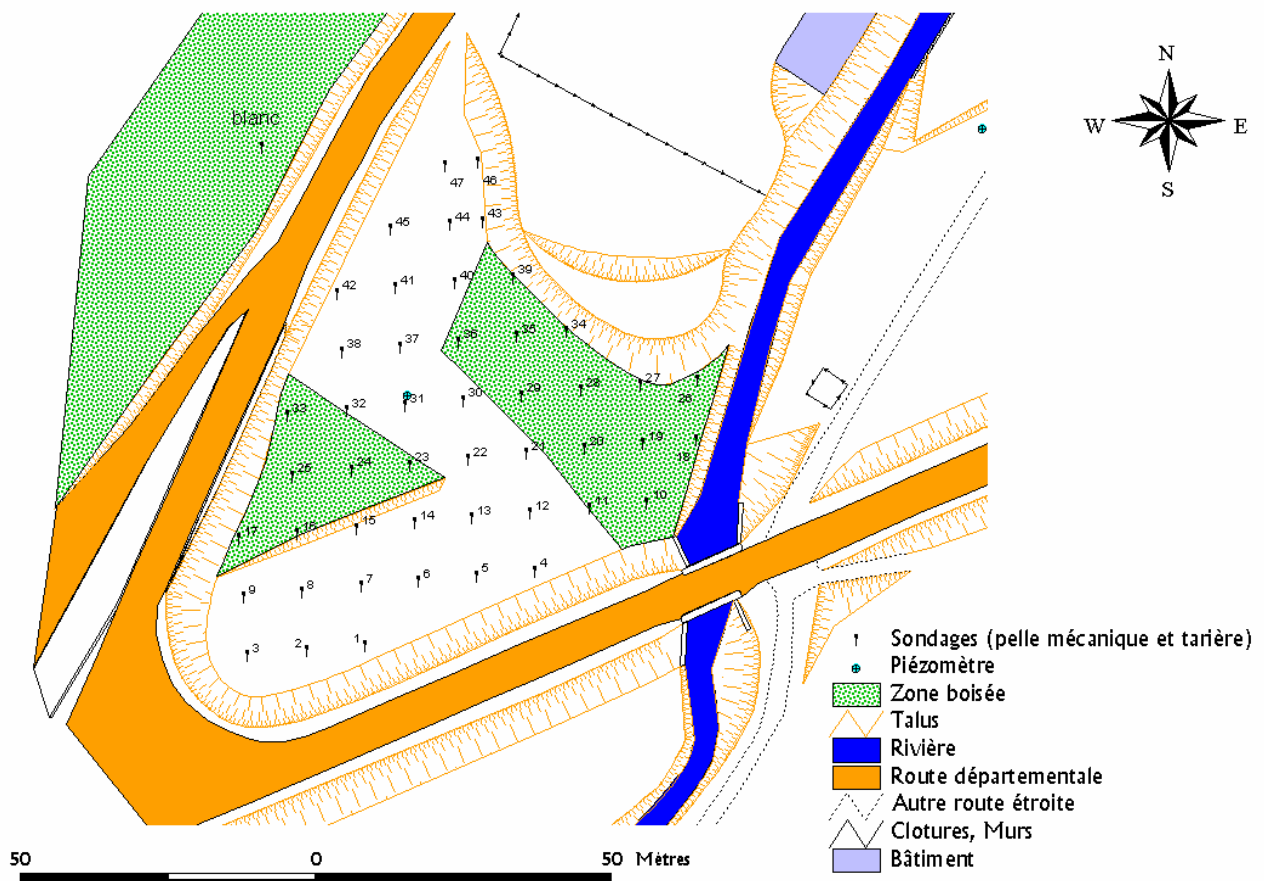 N
W E
S
blanc
47 46
45 44 43
42 41 40 39
38 37 36 35 34
33 32 31 30 29 28 27 26
25 24 23 22 21 20 19 18
17 16 15 14 13 12 11 10
9 8 7 6 5 4
3 2 1
Sondages (pelle mécanique et tarière)
Piézomètre
Zone boisée
Talus
Rivière
Route départementale
Autre route étroite
Clotures, Murs
Bâtiment
50 0 50 Mètres